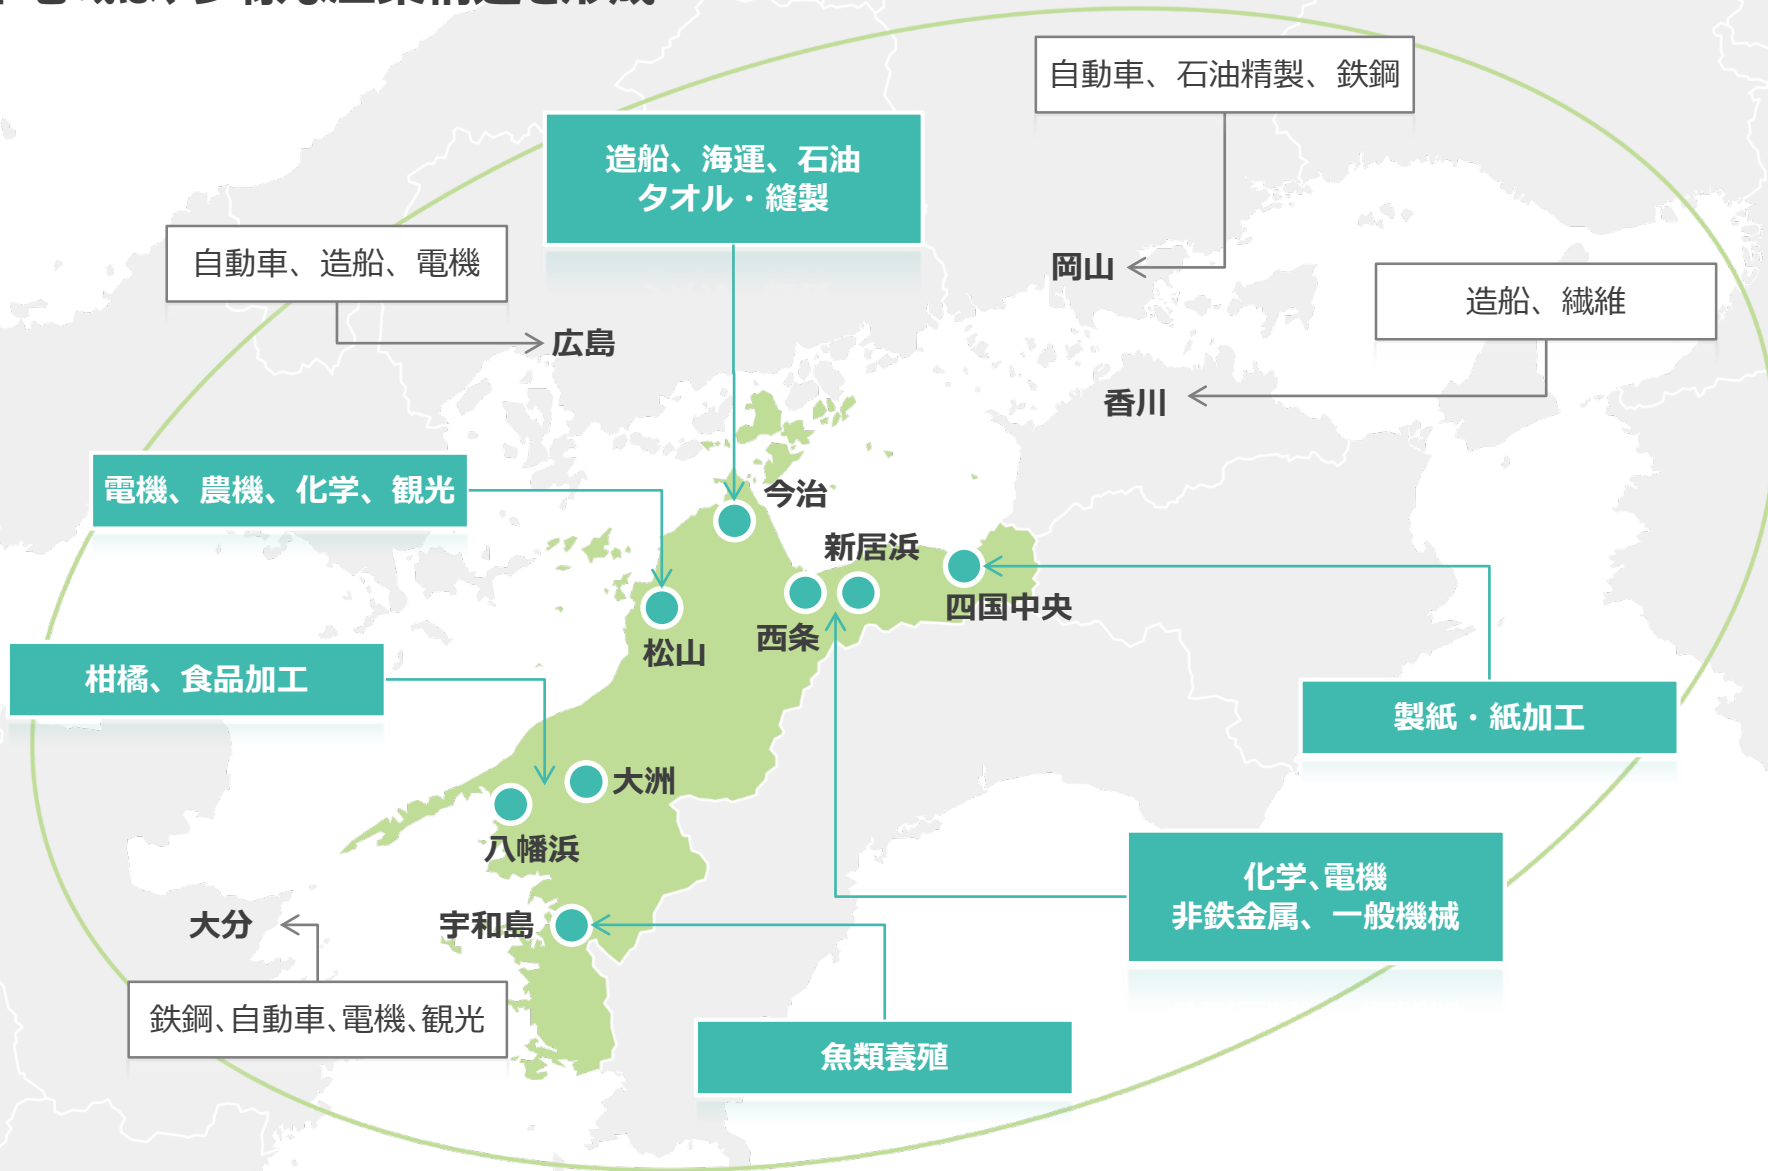 自動車、石油精製、鉄鋼
造船、海運、石油
タオル・縫製
自動車、造船、電機
岡山
造船、繊維
広島
香川
電機、農機、化学、観光
今治
新居浜
四国中央
西条
松山
柑橘、食品加工
製紙・紙加工
大洲
八幡浜
化学、電機
非鉄金属、一般機械
大分
宇和島
鉄鋼、自動車、電機、観光
魚類養殖